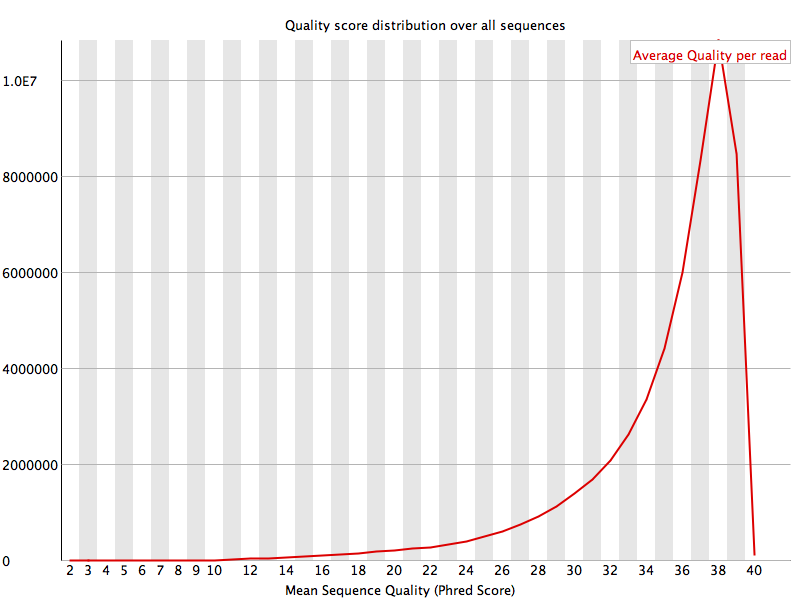 Quality score distribution over all sequences
Average Quality per read
1.0E7
8000000
6000000
4000000
2000000
0
2 3 4 5 6 7 8 9 10 12 14 16 18 20 22 24 26 28 30 32 34 36 38 40
Mean Sequence Quality (Phred Score)